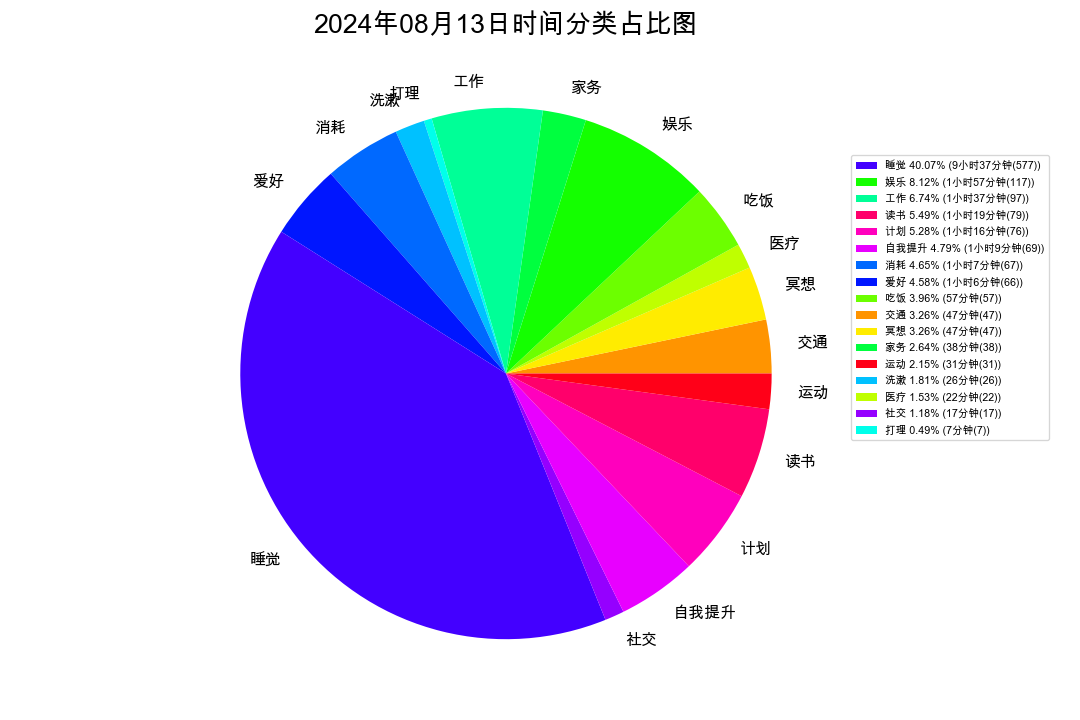 2024年08月13日时间分类占比图
工作
家务
打理
洗漱
消耗
娱乐
爱好
吃饭
医疗
冥想
交通
运动
读书
计划
睡觉
自我提升
社交
睡觉 40.07% (9小时37分钟(577))
娱乐 8.12% (1小时57分钟(117))
工作 6.74% (1小时37分钟(97))
读书 5.49% (1小时19分钟(79))
计划 5.28% (1小时16分钟(76))
自我提升 4.79% (1小时9分钟(69))
消耗 4.65% (1小时7分钟(67))
爱好 4.58% (1小时6分钟(66))
吃饭 3.96% (57分钟(57))
交通 3.26% (47分钟(47))
冥想 3.26% (47分钟(47))
家务 2.64% (38分钟(38))
运动 2.15% (31分钟(31))
洗漱 1.81% (26分钟(26))
医疗 1.53% (22分钟(22))
社交 1.18% (17分钟(17))
打理 0.49% (7分钟(7))